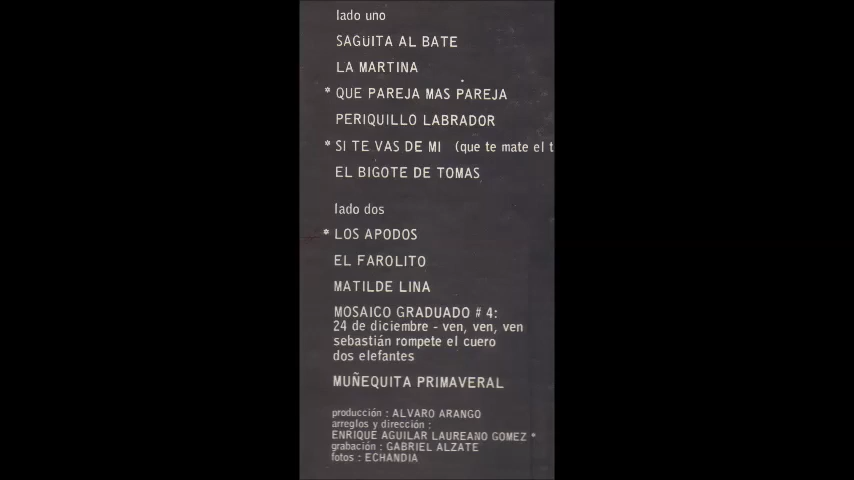 lado uno
SAGÜITA AL BATE
LA MARTINA
* QUE PAREJA MAS PAREJA
PERIQUILLO LABRADOR
* SI TE VAS DE MI (que te mate el t
EL BIGOTE DE TOMAS
lado dos
* LOS APODOS
EL FAROLITO
MATILDE LINA
MOSAICO GRADUADO # 4:
24 de diciembre - ven, ven, ven
sebastián rompete el cuero
dos elefantes
MUÑEQUITA PRIMAVERAL
producción : ALVARO ARANGO
arreglos y dirección :
ENRIQUE AGUILAR LAUREANO GOMEZ *
grabación : GABRIEL ALZATE
fotos : ECHANDIA